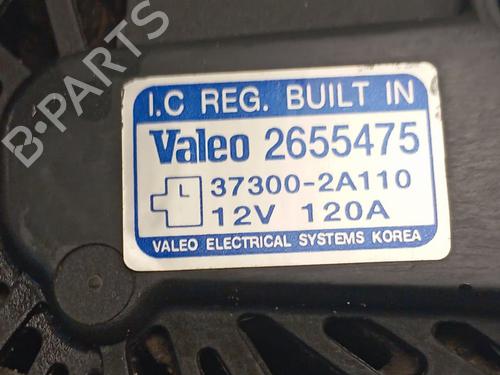 B-PARTS
I.C REG. BUILT IN
Valeo 2655475
37300-2A110
12V 120A
VALEO ELECTRICAL SYSTEMS KOREA